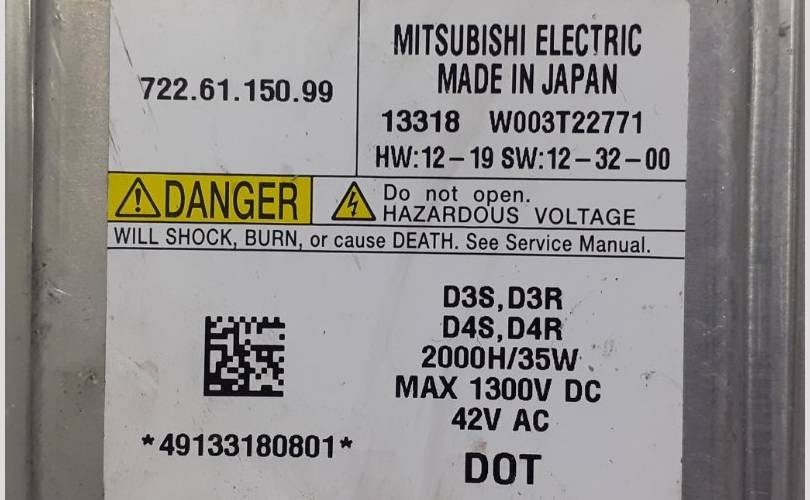 722.61.150.99
MITSUBISHI ELECTRIC
MADE IN JAPAN
13318 W003T22771
HW:12-19 SW:12-32-00
DANGER
Do not open.
HAZARDOUS VOLTAGE
WILL SHOCK, BURN, or cause DEATH. See Service Manual.
D3S,D3R
D4S,D4R
2000H/35W
MAX 1300V DC
42V AC
*49133180801*
DOT